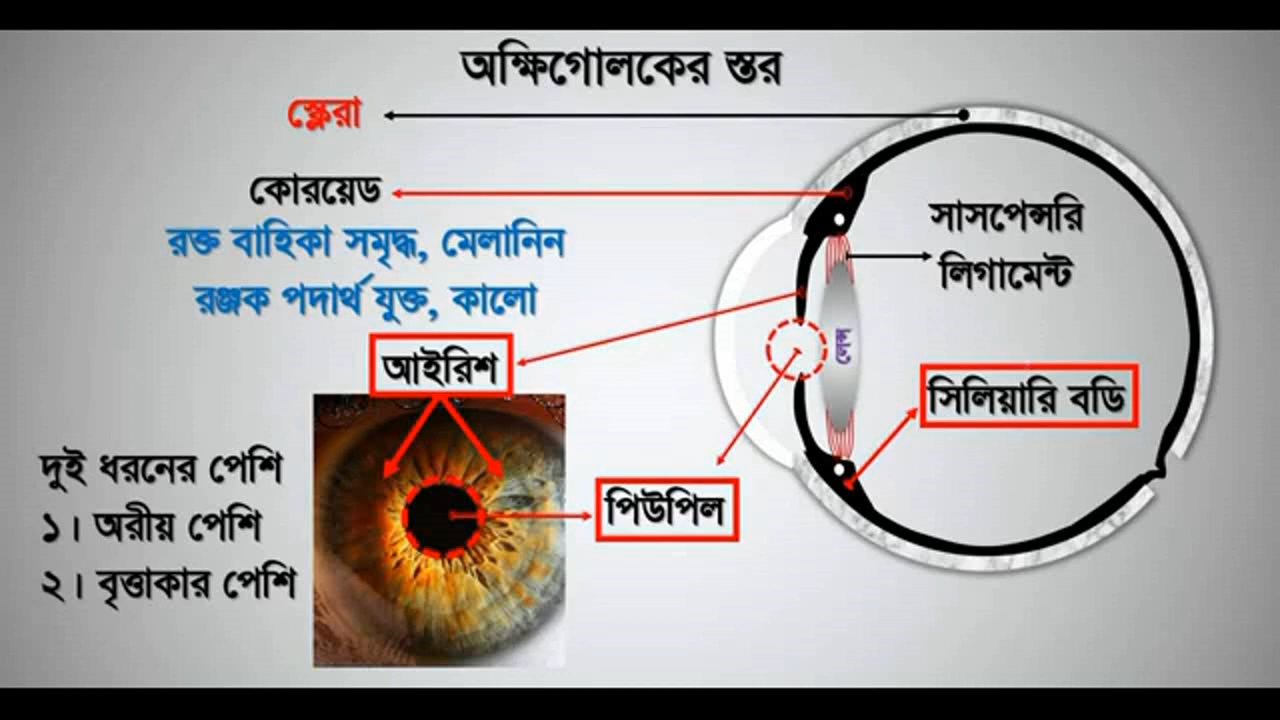 অক্ষিগোলকের স্তর
স্ক্লেরা
কোরয়েড
রক্ত বাহিকা সমৃদ্ধ, মেলানিন
রঞ্জক পদার্থ যুক্ত, কালো
সাসপেন্সরি
লিগামেন্ট
লেন্স
আইরিশ
সিলিয়ারি বডি
দুই ধরনের পেশি
১। অরীয় পেশি
২। বৃত্তাকার পেশি
পিউপিল